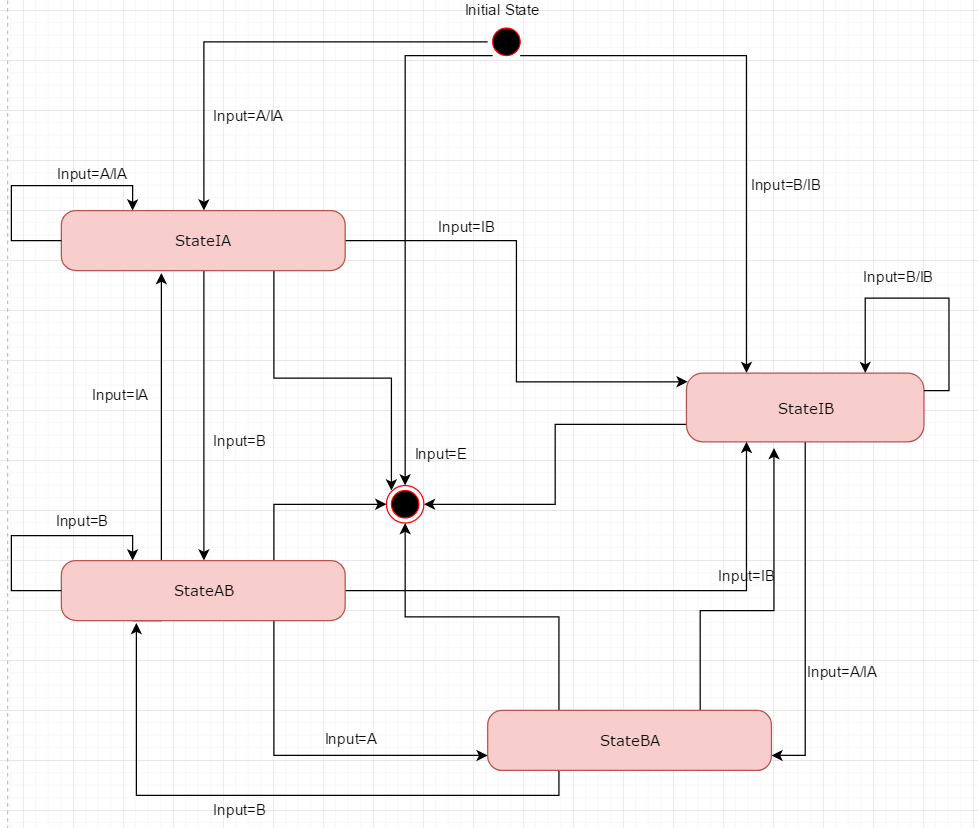 Initial State
Input=A/IA
Input=A/IA
Input=B/IB
Input=IB
StateIA
Input=B/IB
Input=IA
StateIB
Input=B
Input=E
Input=B
Input=IB
StateAB
Input=A/IA
Input=A
StateBA
Input=B